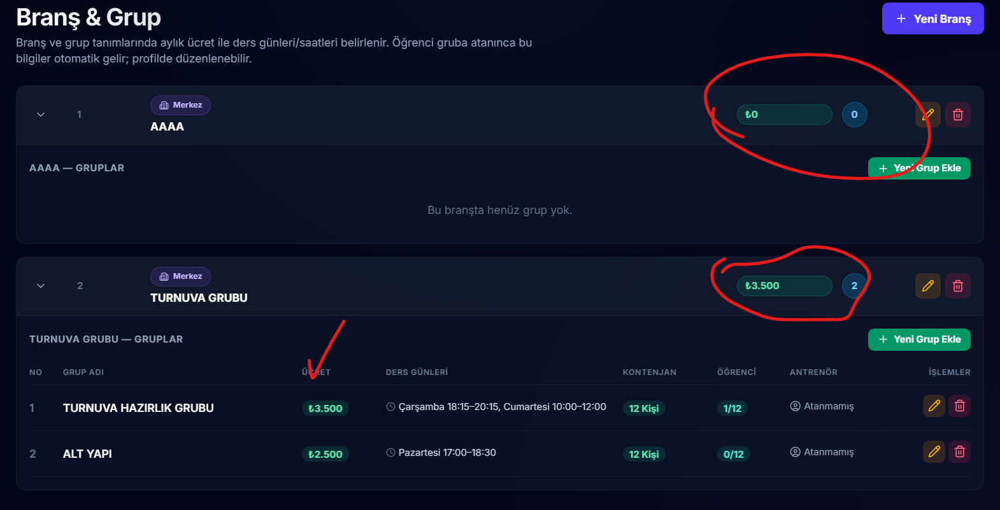 Branş & Grup
+ Yeni Branş
Branş ve grup tanımlarında aylık ücret ile ders günleri/saatleri belirlenir. Öğrenci gruba atanınca bu
bilgiler otomatik gelir; profilde düzenlenebilir.
1
Merkez
AAAA
₺0
0
AAAA — GRUPLAR
+ Yeni Grup Ekle
Bu branşta henüz grup yok.
2
Merkez
TURNUVA GRUBU
₺3.500
2
TURNUVA GRUBU — GRUPLAR
+ Yeni Grup Ekle
NO GRUP ADI ÜCRET DERS GÜNLERİ KONTENJAN ÖĞRENCİ ANTRENÖR İŞLEMLER
1 TURNUVA HAZIRLIK GRUBU ₺3.500 Çarşamba 18:15–20:15, Cumartesi 10:00–12:00 12 Kişi 1/12 Atanmamış
2 ALT YAPI ₺2.500 Pazartesi 17:00–18:30 12 Kişi 0/12 Atanmamış